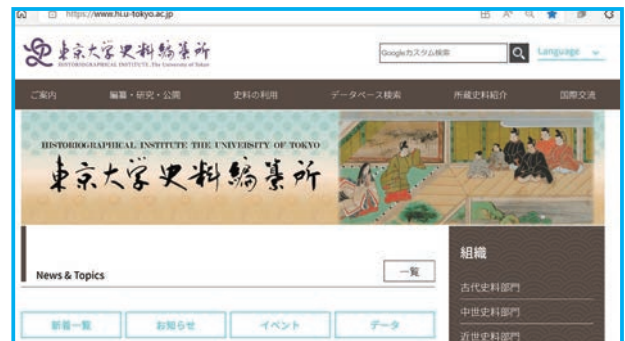 https://www.hi.u-tokyo.ac.jp
東京大学史料編纂所
HISTORIOGRAPHICAL INSTITUTE The University of Tokyo
Googleカスタム検索
Language
ご案内 編纂・研究・公開 史料の利用 データベース検索 所蔵史料紹介 国際交流
HISTORIOGRAPHICAL INSTITUTE THE UNIVERSITY OF TOKYO
東京大学史料編纂所
組織
News & Topics
一覧
古代史料部門
中世史料部門
新着一覧 お知らせ イベント データ
近世史料部門